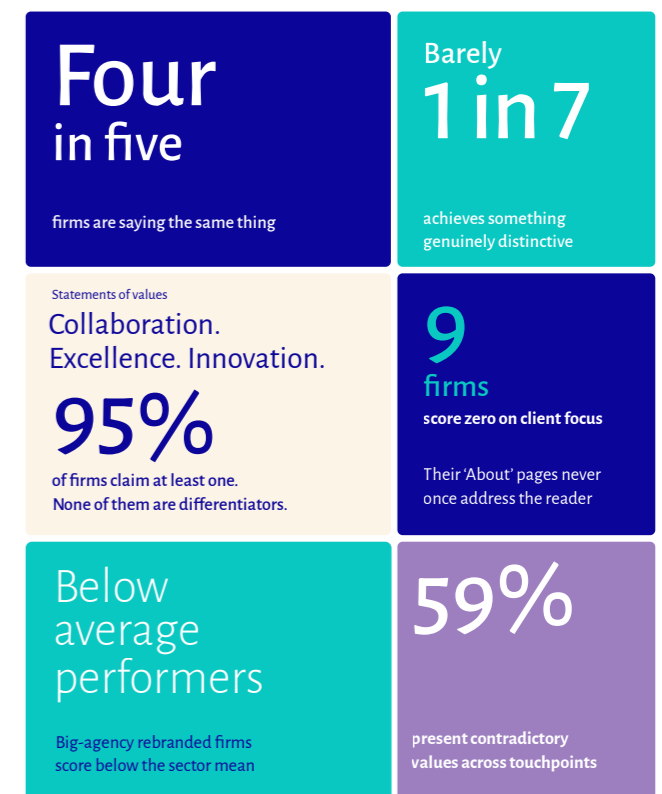 Four
in five
firms are saying the same thing
Barely
1 in 7
achieves something
genuinely distinctive
Statements of values
Collaboration.
Excellence. Innovation.
95%
of firms claim at least one.
None of them are differentiators.
9
firms
score zero on client focus
Their ‘About’ pages never
once address the reader
Below
average
performers
Big-agency rebranded firms
score below the sector mean
59%
present contradictory
values across touchpoints